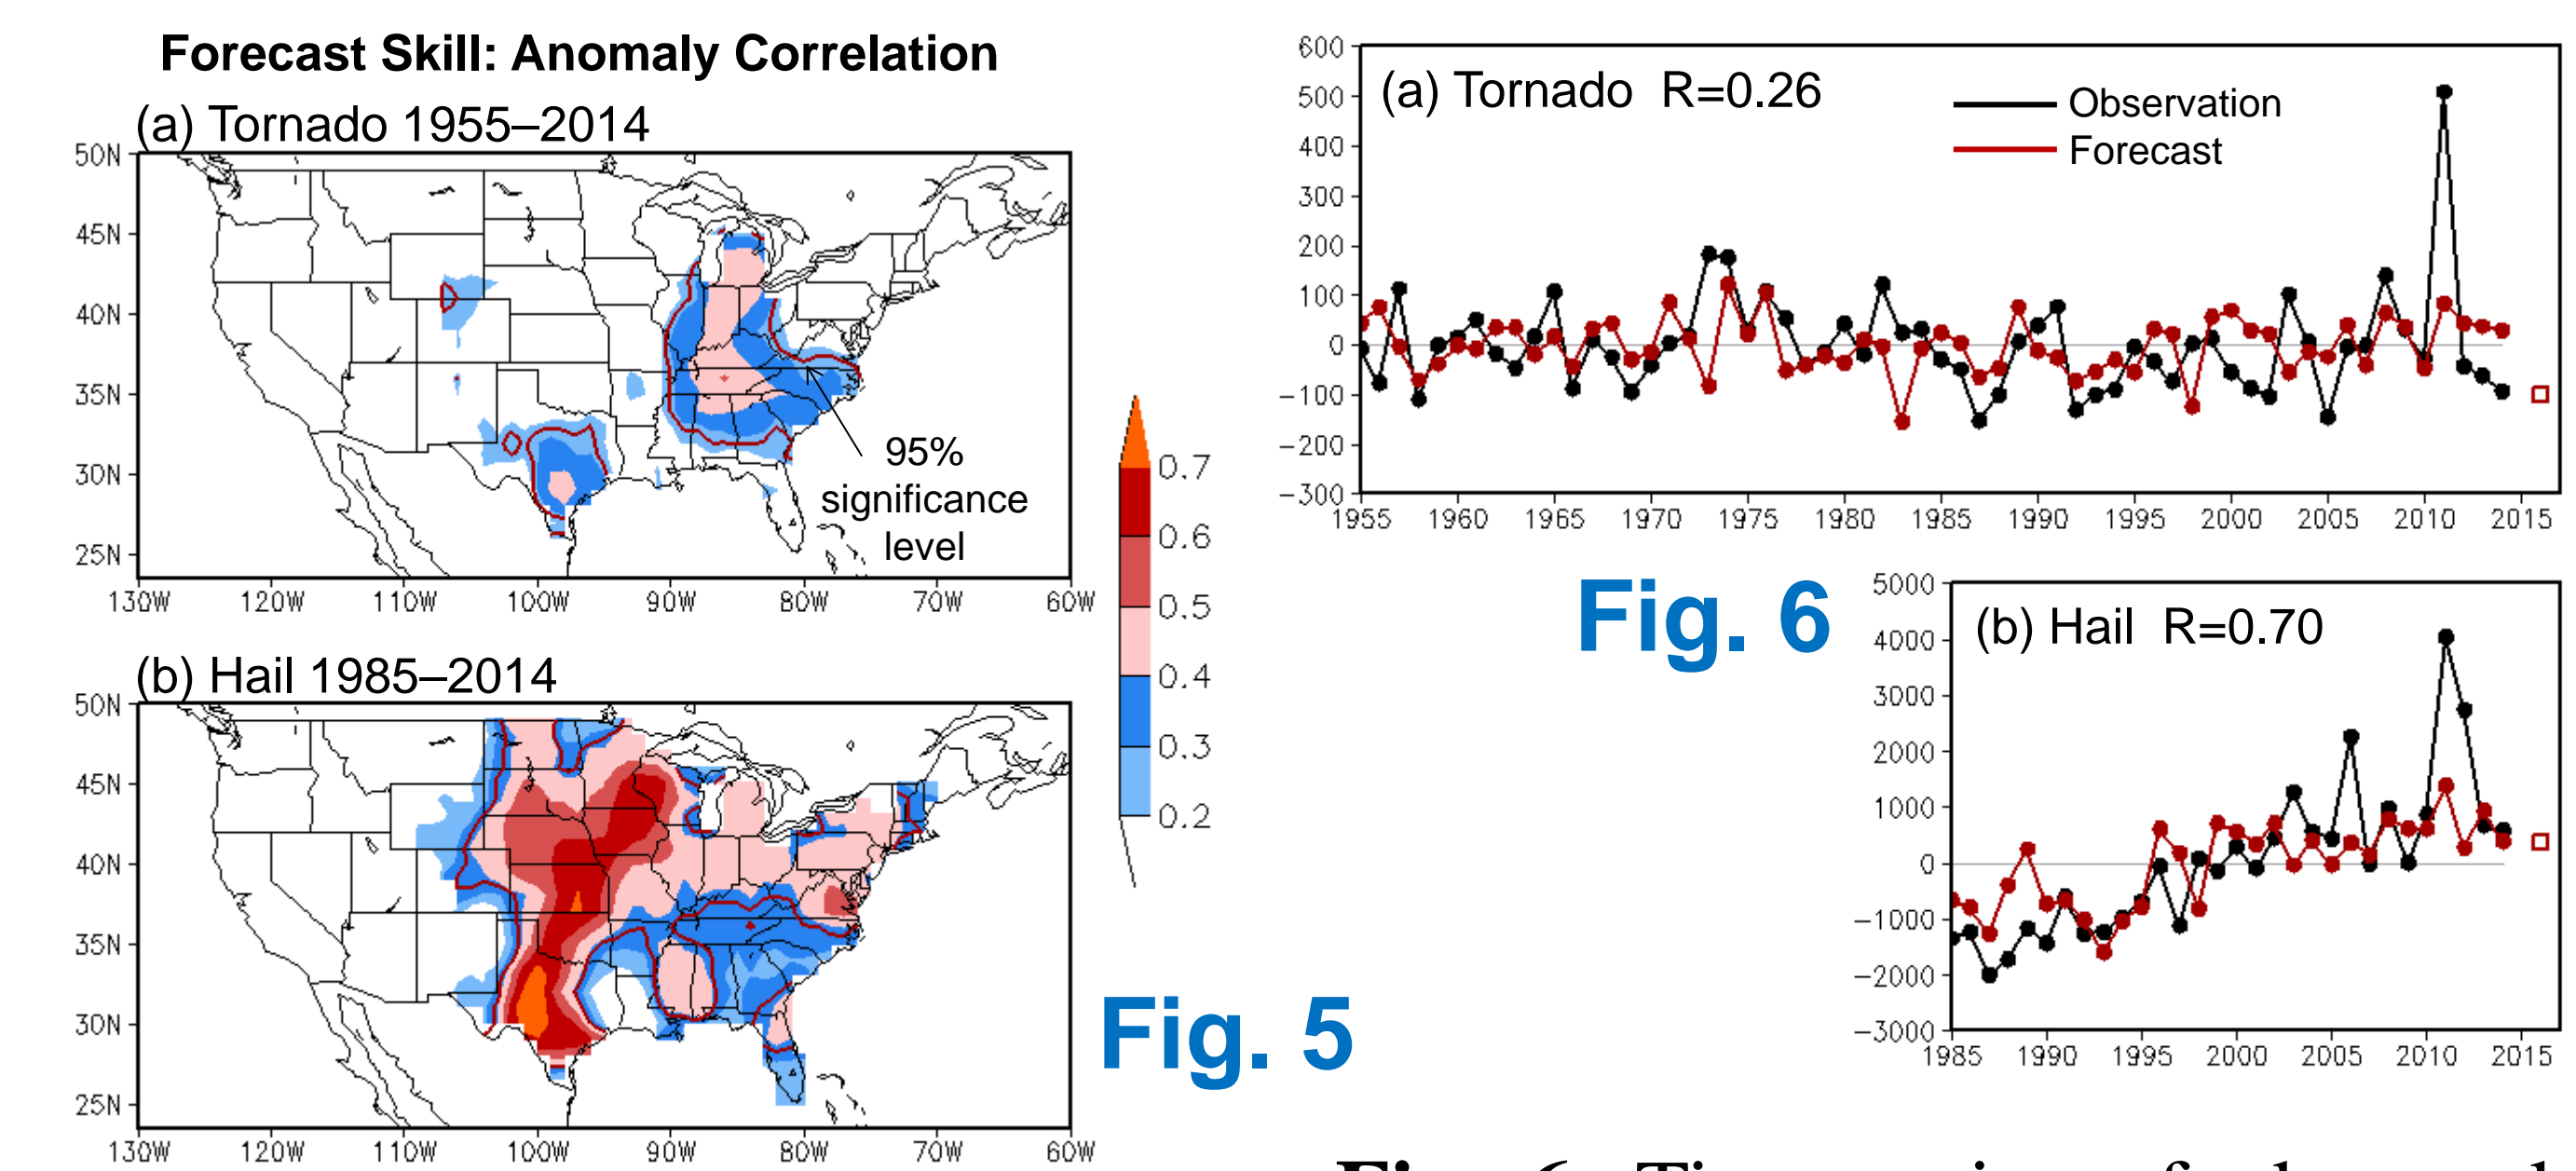 Forecast Skill: Anomaly Correlation
(a) Tornado 1955–2014
50N
45N
40N
35N
30N
25N
95%
significance
level
130W 120W 110W 100W 90W 80W 70W 60W
(b) Hail 1985–2014
50N
45N
40N
35N
30N
25N
130W 120W 110W 100W 90W 80W 70W 60W
0.7
0.6
0.5
0.4
0.3
0.2
Fig. 5
(a) Tornado R=0.26
Observation
Forecast
600
500
400
300
200
100
0
−100
−200
−300
1955 1960 1965 1970 1975 1980 1985 1990 1995 2000 2005 2010 2015
Fig. 6
(b) Hail R=0.70
5000
4000
3000
2000
1000
0
−1000
−2000
−3000
1985 1990 1995 2000 2005 2010 2015